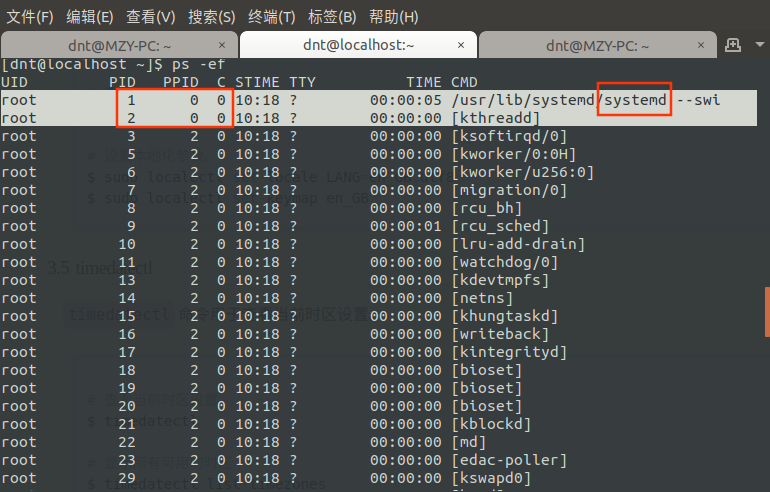 文件(F) 编辑(E) 查看(V) 搜索(S) 终端(T) 标签(B) 帮助(H)
dnt@MZY-PC: ~ × dnt@localhost:~ × dnt@MZY-PC: ~ ×
[dnt@localhost ~]$ ps -ef
UID PID PPID C STIME TTY TIME CMD
root 1 0 0 10:18 ? 00:00:05 /usr/lib/systemd/systemd --swi
root 2 0 0 10:18 ? 00:00:00 [kthreadd]
root 3 2 0 10:18 ? 00:00:00 [ksoftirqd/0]
root 5 2 0 10:18 ? 00:00:00 [kworker/0:0H]
root 6 2 0 10:18 ? 00:00:00 [kworker/u256:0]
root 7 2 0 10:18 ? 00:00:00 [migration/0]
root 8 2 0 10:18 ? 00:00:00 [rcu_bh]
root 9 2 0 10:18 ? 00:00:01 [rcu_sched]
root 10 2 0 10:18 ? 00:00:00 [lru-add-drain]
root 11 2 0 10:18 ? 00:00:00 [watchdog/0]
root 13 2 0 10:18 ? 00:00:00 [kdevtmpfs]
root 14 2 0 10:18 ? 00:00:00 [netns]
root 15 2 0 10:18 ? 00:00:00 [khungtaskd]
root 16 2 0 10:18 ? 00:00:00 [writeback]
root 17 2 0 10:18 ? 00:00:00 [kintegrityd]
root 18 2 0 10:18 ? 00:00:00 [bioset]
root 19 2 0 10:18 ? 00:00:00 [bioset]
root 20 2 0 10:18 ? 00:00:00 [bioset]
root 21 2 0 10:18 ? 00:00:00 [kblockd]
root 22 2 0 10:18 ? 00:00:00 [md]
root 23 2 0 10:18 ? 00:00:00 [edac-poller]
root 29 2 0 10:18 ? 00:00:00 [kswapd0]
3.5 timedatectl
$ timedatectl list-timezones